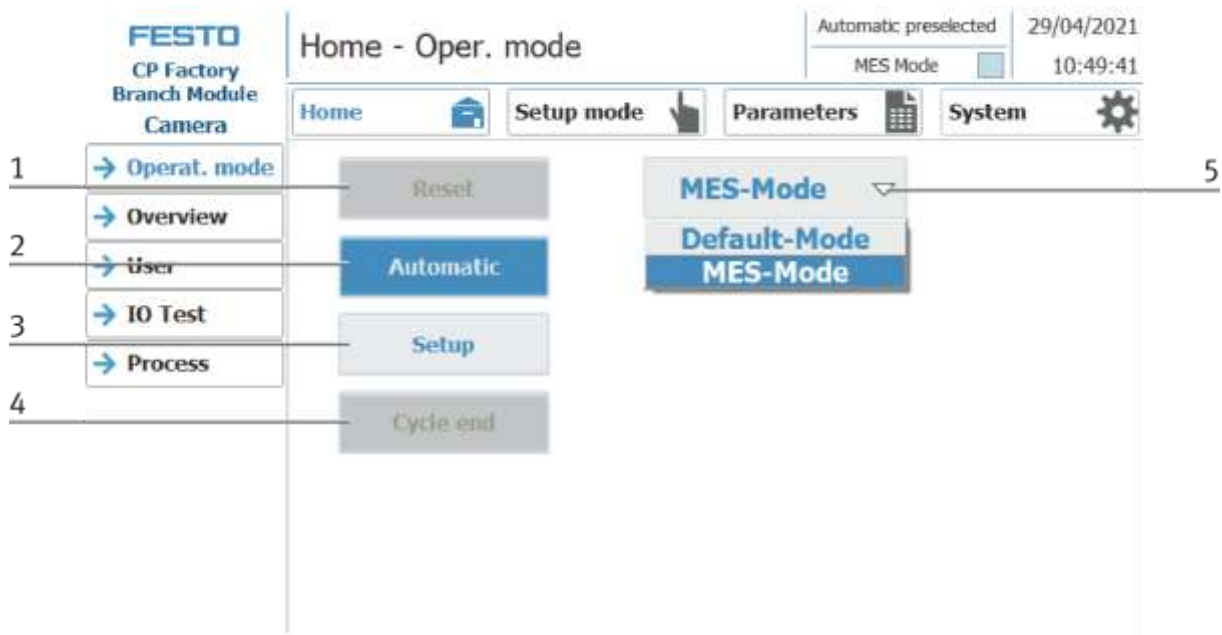 FESTO
CP Factory
Branch Module
Camera
Home - Oper. mode
Automatic preselected
MES Mode
29/04/2021
10:49:41
Home
Setup mode
Parameters
System
1
Operat. mode
Overview
2
User
IO Test
3
Process
4
Reset
Automatic
Setup
Cycle end
MES-Mode
Default-Mode
MES-Mode
5